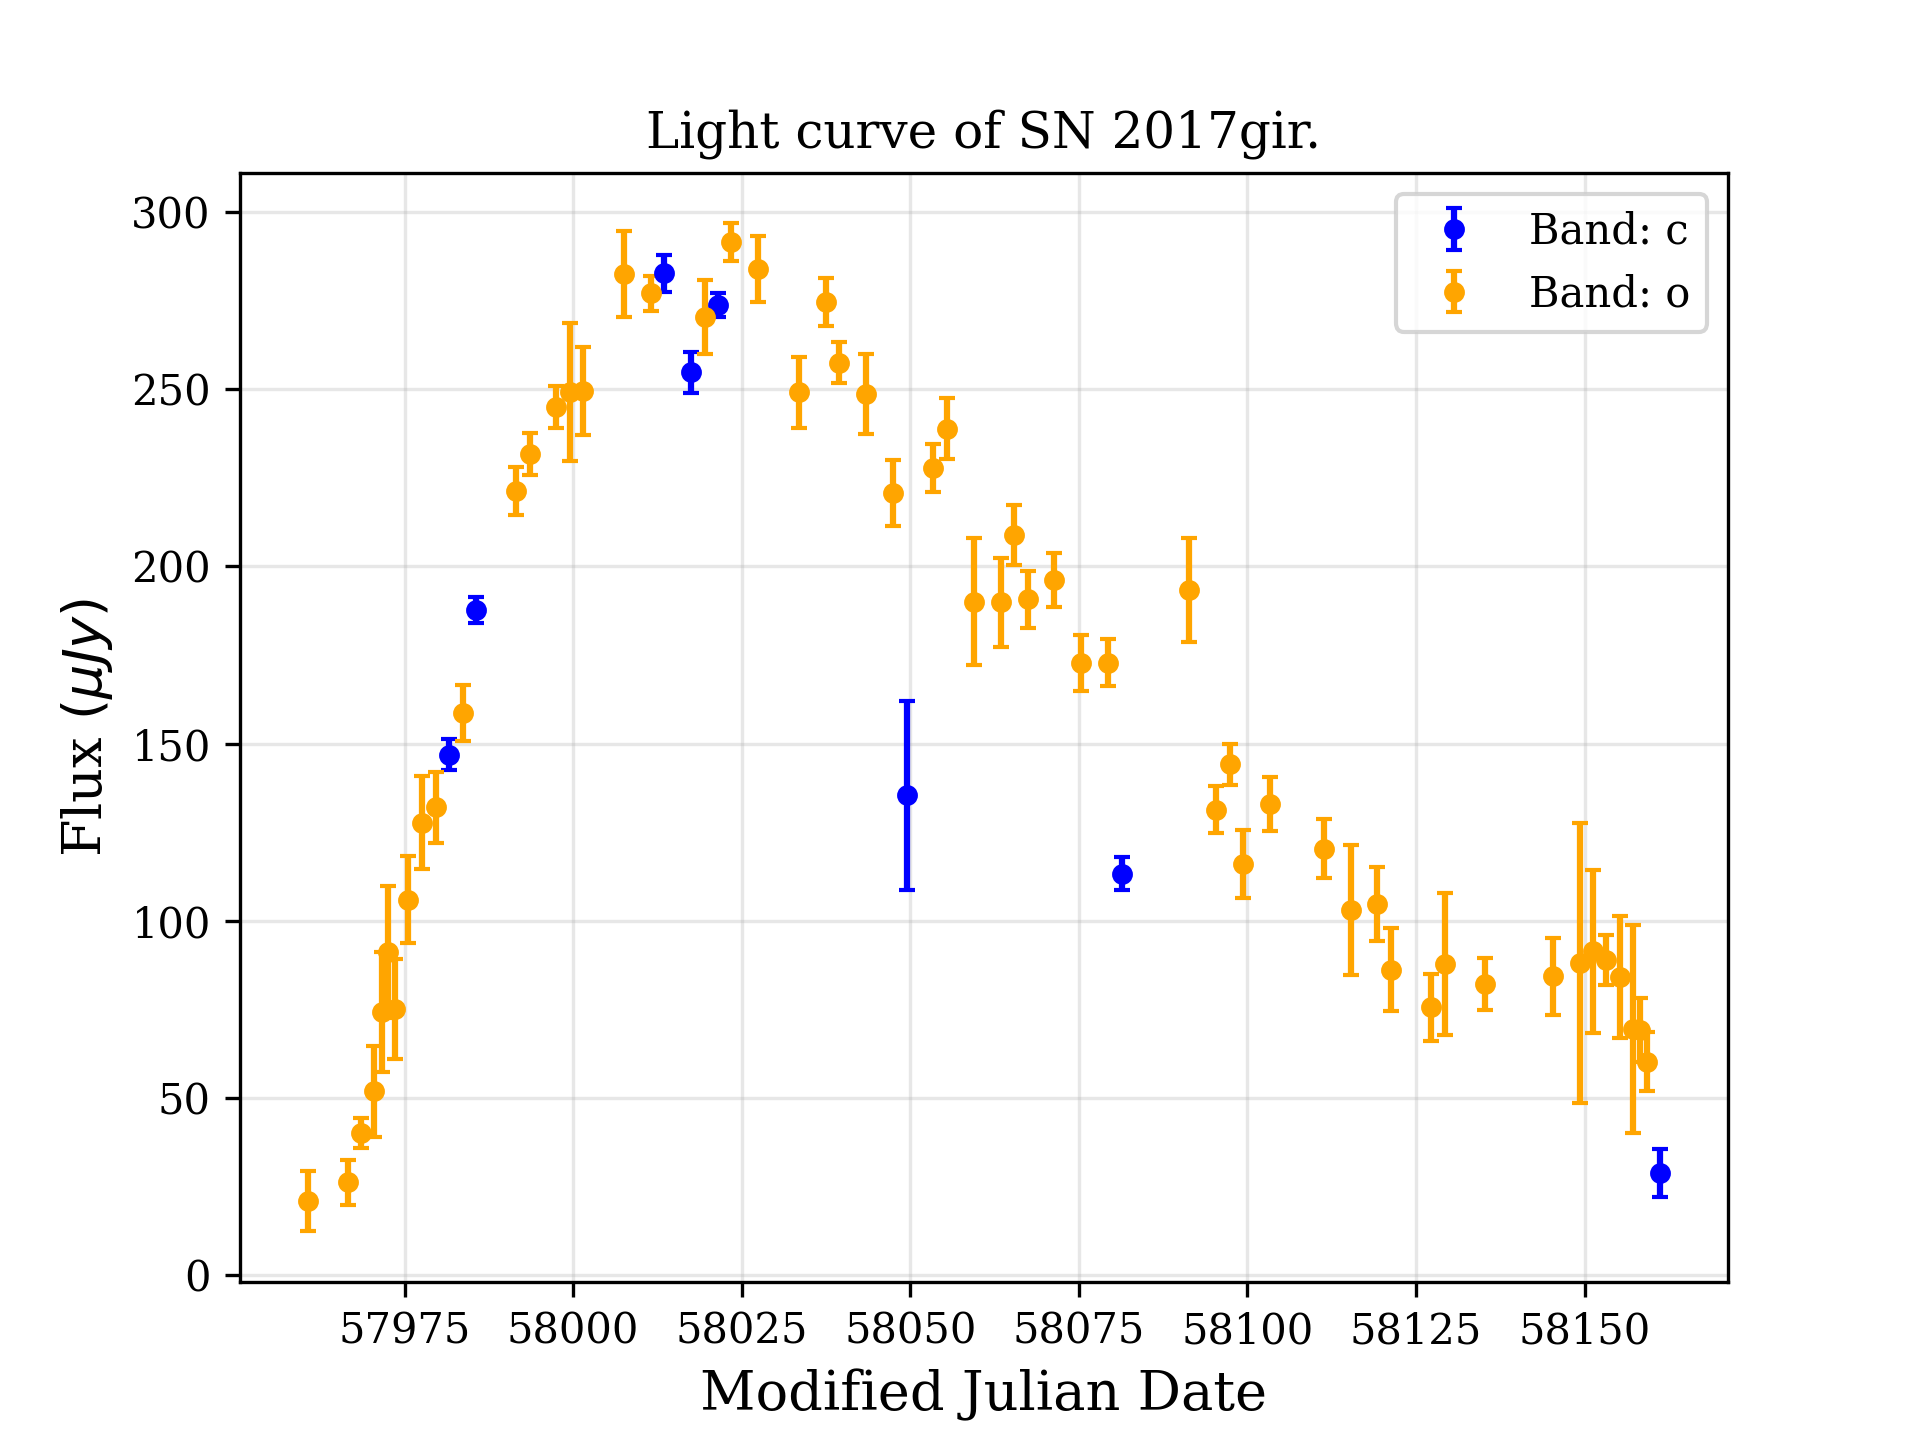 Light curve of SN 2017gir.
Band: c
Band: o
300
250
200
150
100
50
0
Flux (μJy)
57975 58000 58025 58050 58075 58100 58125 58150
Modified Julian Date